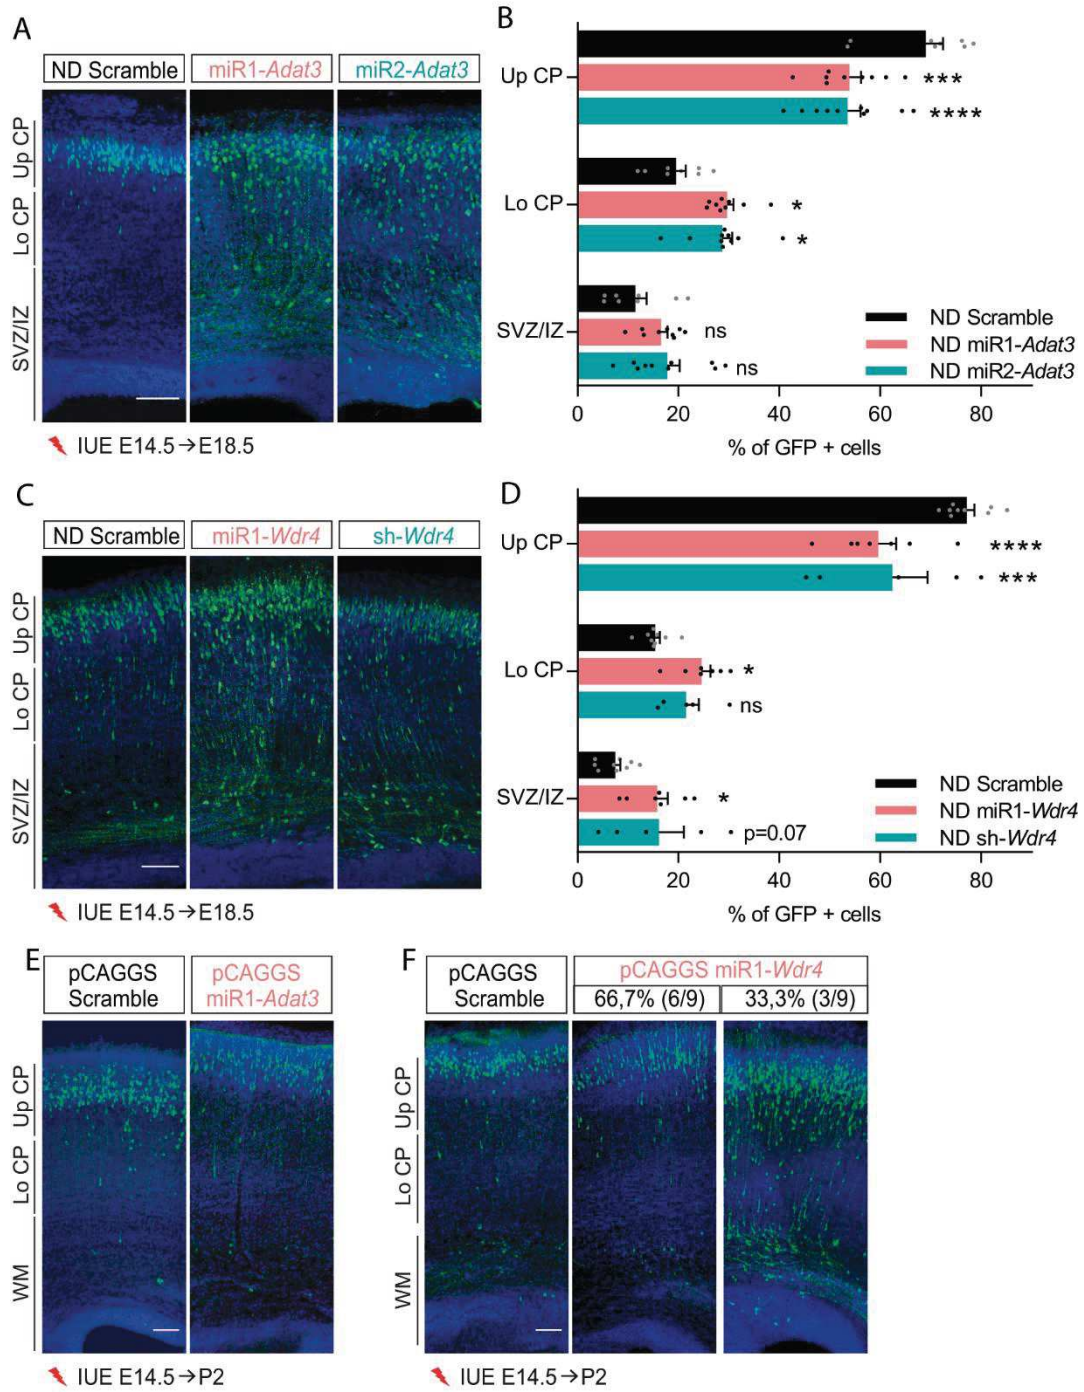 A
ND Scramble
miR1-Adat3
miR2-Adat3
Up CP
Lo CP
SVZ/IZ
IUE E14.5→E18.5
B
Up CP
***
****
Lo CP
*
*
SVZ/IZ
ns
ns
ND Scramble
ND miR1-Adat3
ND miR2-Adat3
0 20 40 60 80
% of GFP + cells
C
ND Scramble
miR1-Wdr4
sh-Wdr4
Up CP
Lo CP
SVZ/IZ
IUE E14.5→E18.5
D
Up CP
****
***
Lo CP
*
ns
SVZ/IZ
*
p=0.07
ND Scramble
ND miR1-Wdr4
ND sh-Wdr4
0 20 40 60 80
% of GFP + cells
E
pCAGGS
Scramble
pCAGGS
miR1-Adat3
Up CP
Lo CP
WM
IUE E14.5→P2
F
pCAGGS
Scramble
pCAGGS miR1-Wdr4
66,7% (6/9)
33,3% (3/9)
Up CP
Lo CP
WM
IUE E14.5→P2